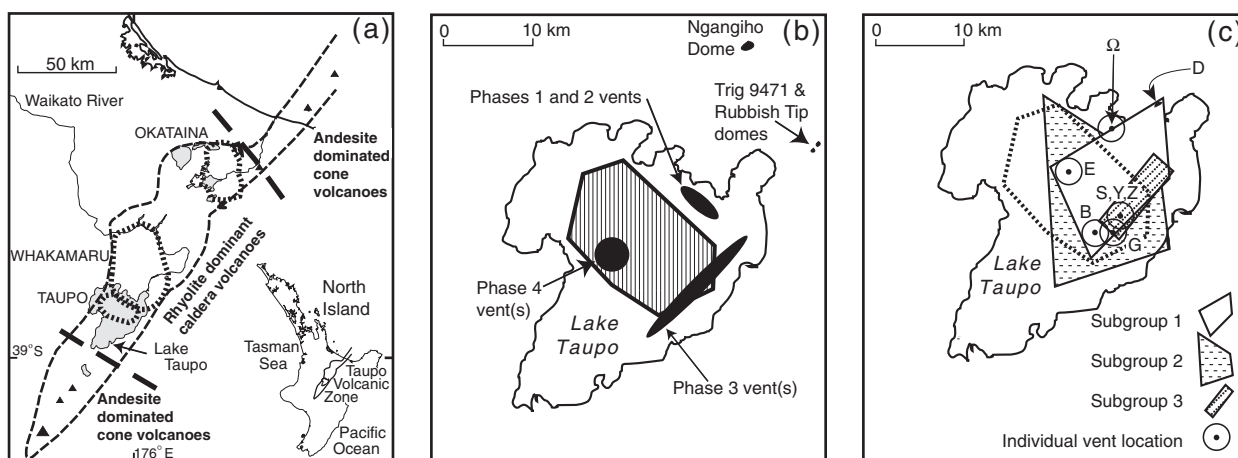 (a)
50 km
Waikato River
OKATAINA
Andesite
dominated
cone
volcanoes
WHAKAMARU
Rhyolite dominant
caldera volcanoes
TAUPO
39°S
Lake
Taupo
Andesite
dominated
cone volcanoes
176°E
North
Island
Tasman
Sea
Taupo
Volcanic
Zone
Pacific
Ocean
(b)
0 10 km
Ngangiho
Dome
Phases 1 and 2 vents
Trig 9471 &
Rubbish Tip
domes
Phase 4
vent(s)
Lake
Taupo
Phase 3 vent(s)
(c)
0 10 km
Ω
D
E
S,Y,Z
B
G
Lake
Taupo
Subgroup 1
Subgroup 2
Subgroup 3
Individual vent location